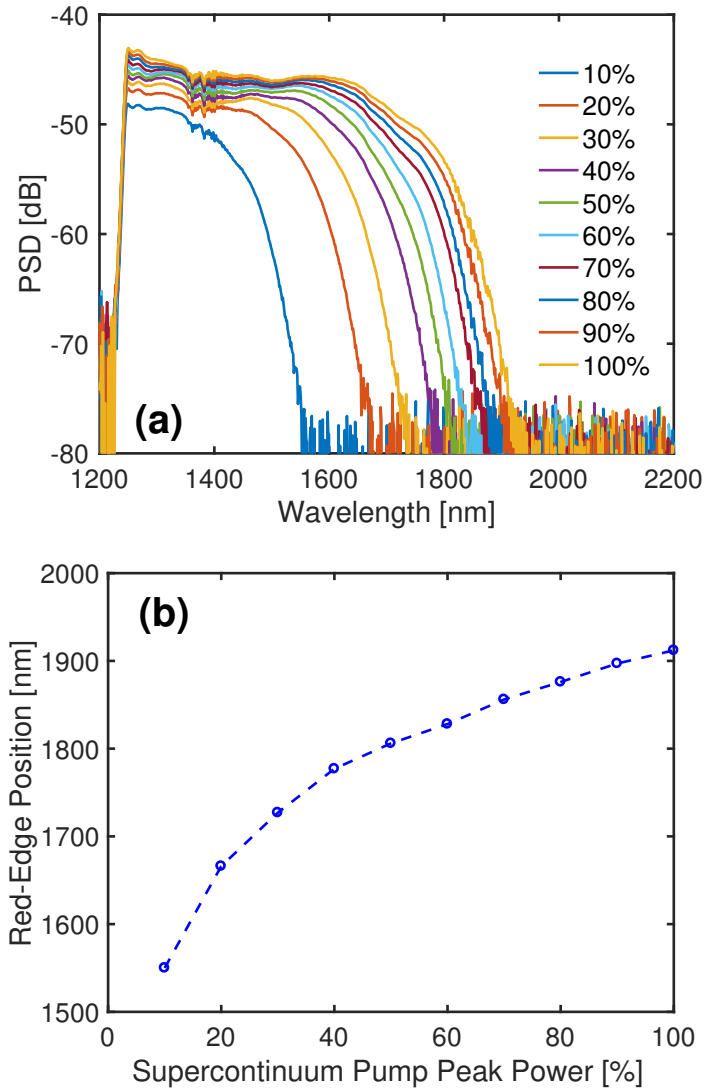 -40
-50
-60
-70
-80
PSD [dB]
10%
20%
30%
40%
50%
60%
70%
80%
90%
100%
(a)
1200 1400 1600 1800 2000 2200
Wavelength [nm]
2000
1900
1800
1700
1600
1500
Red-Edge Position [nm]
(b)
0 20 40 60 80 100
Supercontinuum Pump Peak Power [%]